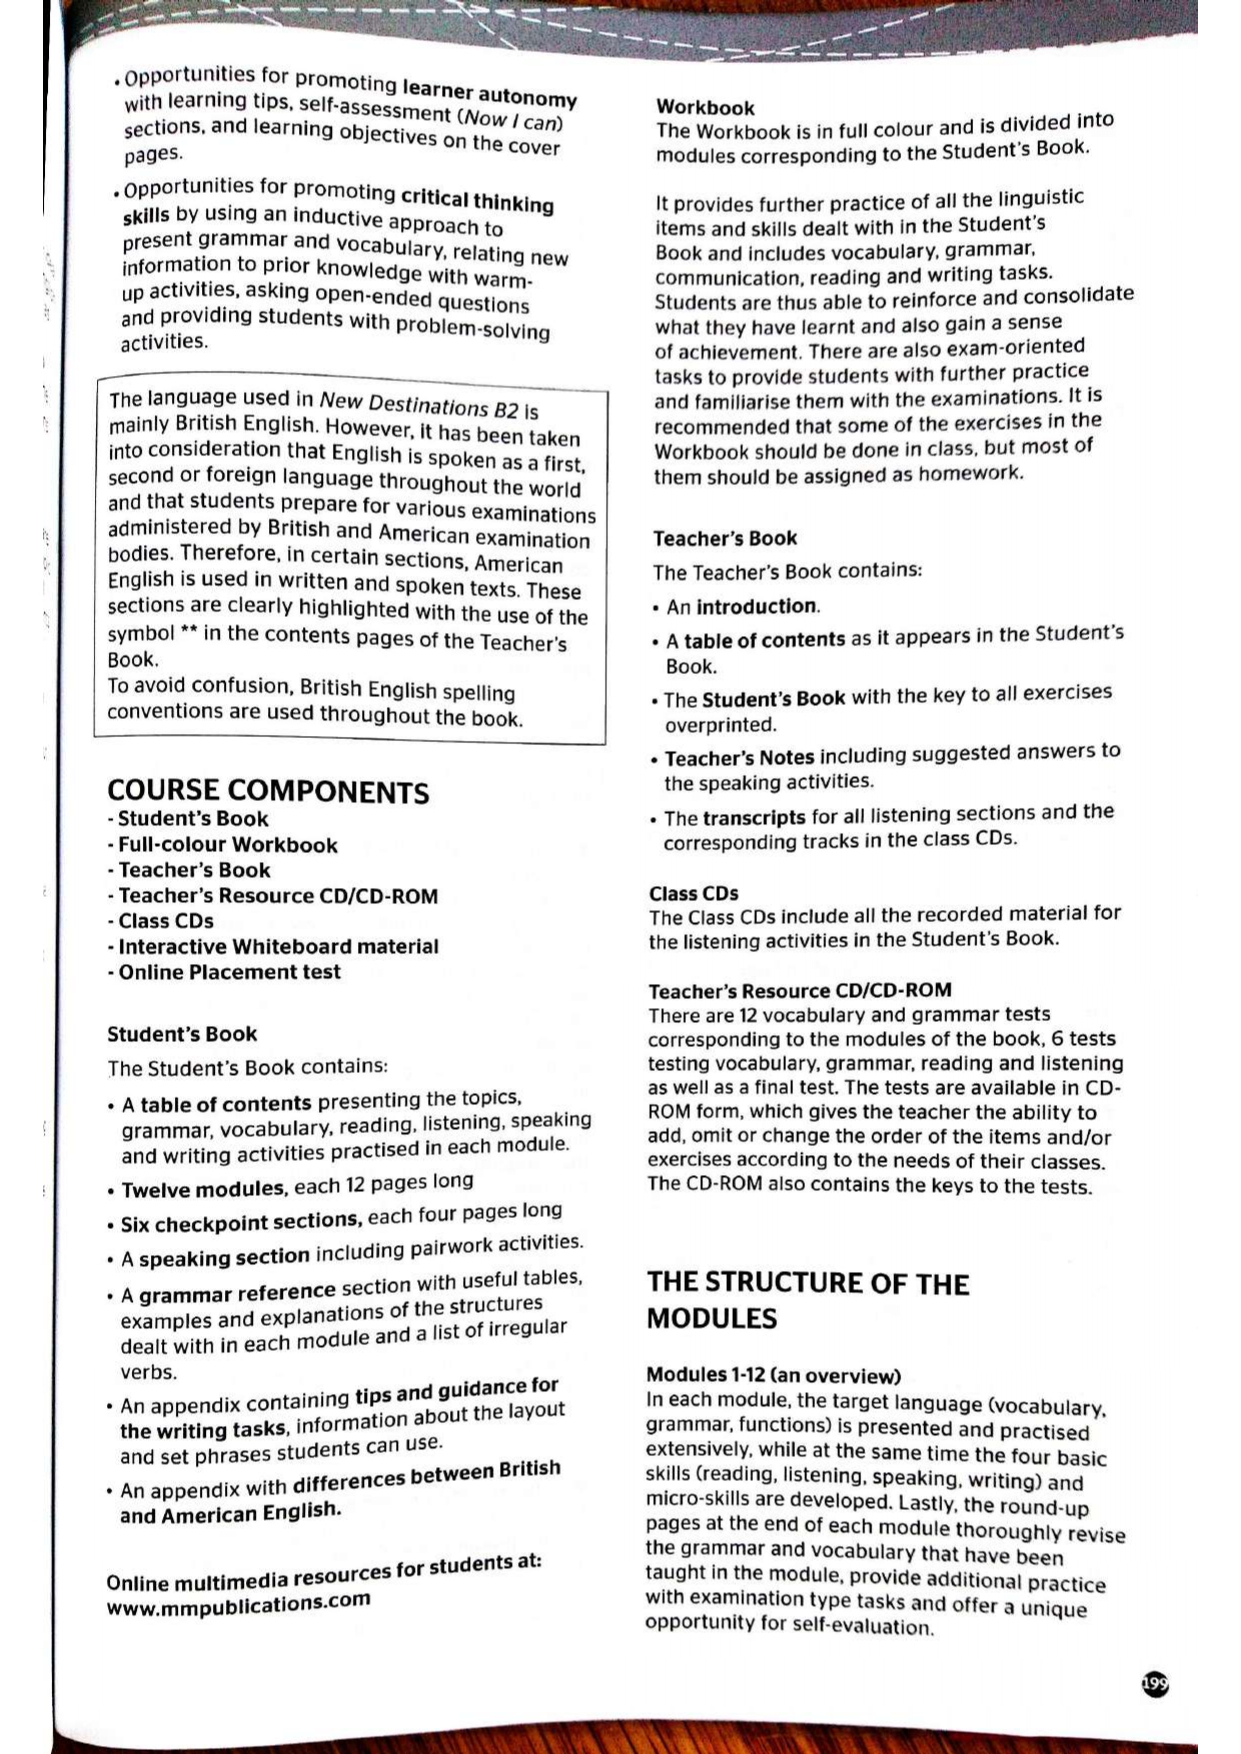 • Opportunities for promoting learner autonomy
with learning tips, self-assessment (Now I can)
sections, and learning objectives on the cover
pages.
• Opportunities for promoting critical thinking
skills by using an inductive approach to
present grammar and vocabulary, relating new
information to prior knowledge with warm-
up activities, asking open-ended questions
and providing students with problem-solving
activities.
The language used in New Destinations B2 is
mainly British English. However, it has been taken
into consideration that English is spoken as a first,
second or foreign language throughout the world
and that students prepare for various examinations
administered by British and American examination
bodies. Therefore, in certain sections, American
English is used in written and spoken texts. These
sections are clearly highlighted with the use of the
symbol ** in the contents pages of the Teacher's
Book.
To avoid confusion, British English spelling
conventions are used throughout the book.
COURSE COMPONENTS
- Student's Book
- Full-colour Workbook
- Teacher's Book
- Teacher's Resource CD/CD-ROM
- Class CDs
- Interactive Whiteboard material
- Online Placement test
Student's Book
The Student's Book contains:
• A table of contents presenting the topics,
grammar, vocabulary, reading, listening, speaking
and writing activities practised in each module.
• Twelve modules, each 12 pages long
• Six checkpoint sections, each four pages long
• A speaking section including pairwork activities.
• A grammar reference section with useful tables,
examples and explanations of the structures
dealt with in each module and a list of irregular
verbs.
• An appendix containing tips and guidance for
the writing tasks, information about the layout
and set phrases students can use.
• An appendix with differences between British
and American English.
Online multimedia resources for students at:
www.mmpublications.com
Workbook
The Workbook is in full colour and is divided into
modules corresponding to the Student's Book.
It provides further practice of all the linguistic
items and skills dealt with in the Student's
Book and includes vocabulary, grammar,
communication, reading and writing tasks.
Students are thus able to reinforce and consolidate
what they have learnt and also gain a sense
of achievement. There are also exam-oriented
tasks to provide students with further practice
and familiarise them with the examinations. It is
recommended that some of the exercises in the
Workbook should be done in class, but most of
them should be assigned as homework.
Teacher's Book
The Teacher's Book contains:
• An introduction.
• A table of contents as it appears in the Student's
Book.
• The Student's Book with the key to all exercises
overprinted.
• Teacher's Notes including suggested answers to
the speaking activities.
• The transcripts for all listening sections and the
corresponding tracks in the class CDs.
Class CDs
The Class CDs include all the recorded material for
the listening activities in the Student's Book.
Teacher's Resource CD/CD-ROM
There are 12 vocabulary and grammar tests
corresponding to the modules of the book, 6 tests
testing vocabulary, grammar, reading and listening
as well as a final test. The tests are available in CD-
ROM form, which gives the teacher the ability to
add, omit or change the order of the items and/or
exercises according to the needs of their classes.
The CD-ROM also contains the keys to the tests.
THE STRUCTURE OF THE
MODULES
Modules 1-12 (an overview)
In each module, the target language (vocabulary,
grammar, functions) is presented and practised
extensively, while at the same time the four basic
skills (reading, listening, speaking, writing) and
micro-skills are developed. Lastly, the round-up
pages at the end of each module thoroughly revise
the grammar and vocabulary that have been
taught in the module, provide additional practice
with examination type tasks and offer a unique
opportunity for self-evaluation.
199